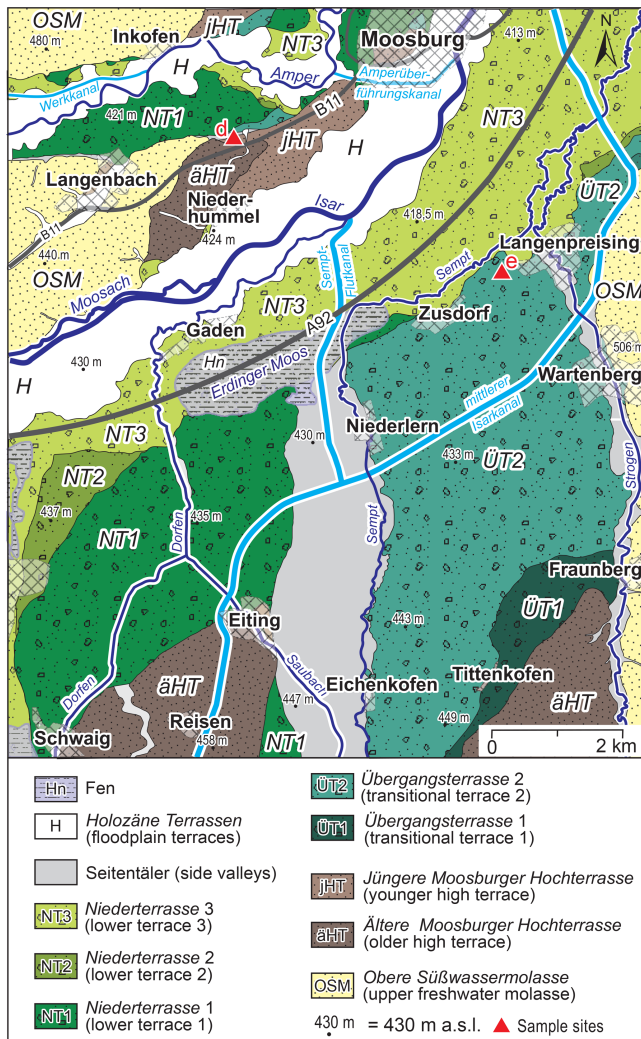 OSM
480 m
Inkofen
jHT
NT3
Moosburg
413 m
N
H
Amper
Amperüber-
führungskanal
Werkkanal
421 m
NT1
d
B11
jHT
H
NT3
Langenbach
äHT
Nieder-
hummel
424 m
B11
440 m
OSM
Isar
418,5 m
ÜT2
Langenpreising
e
Moosach
Sempt-
Flutkanal
Sempt
OSM
NT3
A92
Zusdorf
Gaden
Hn
Erdinger Moos
506 m
430 m
H
Wartenberg
mittlerer
Isarkanal
NT3
430 m
Niederlern
433 m
ÜT2
Strogen
NT2
437 m
NT1
Dorfen
435 m
Sempt
Fraunberg
ÜT1
Eiting
443 m
Dorfen
äHT
Saubach
Eichenkofen
Tittenkofen
äHT
447 m
449 m
Schwaig
Reisen
458 m
NT1
0
2 km
Hn
Fen
H
Holozäne Terrassen
(floodplain terraces)
Seitentäler (side valleys)
NT3
Niederterrasse 3
(lower terrace 3)
NT2
Niederterrasse 2
(lower terrace 2)
NT1
Niederterrasse 1
(lower terrace 1)
ÜT2
Übergangsterrasse 2
(transitional terrace 2)
ÜT1
Übergangsterrasse 1
(transitional terrace 1)
jHT
Jüngere Moosburger Hochterrasse
(younger high terrace)
äHT
Ältere Moosburger Hochterrasse
(older high terrace)
OSM
Obere Süßwassermolasse
(upper freshwater molasse)
430 m = 430 m a.s.l.
Sample sites